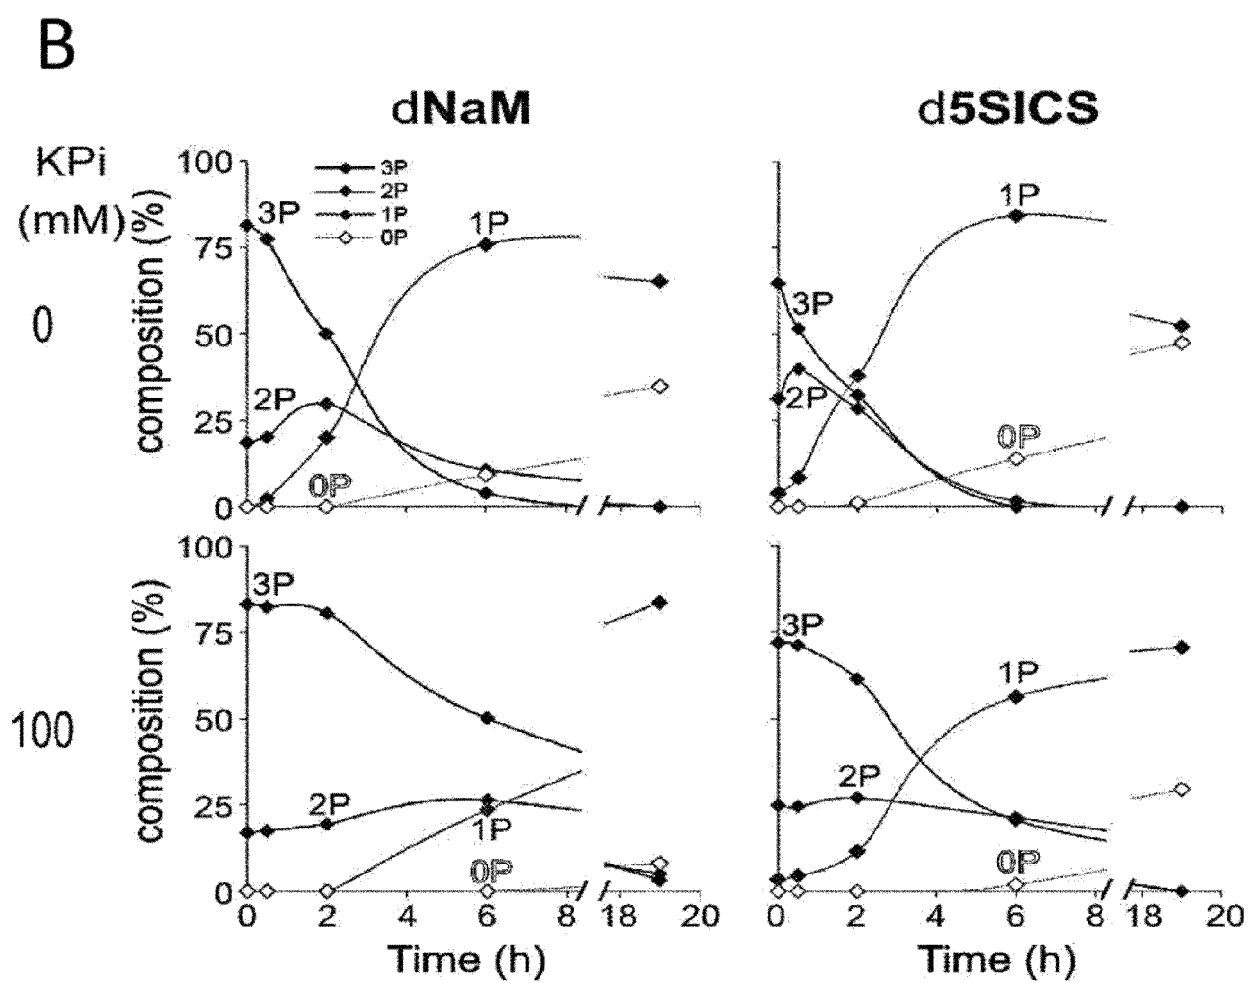 B
dNaM
d5SICS
KPi
(mM)
0
100
composition (%)
100
75
50
25
0
3P
2P
1P
0P
3P
2P
1P
0P
3P
2P
1P
0P
composition (%)
100
75
50
25
0
3P
2P
1P
0P
3P
2P
1P
0P
0 2 4 6 8 18 20
0 2 4 6 8 18 20
Time (h)
Time (h)